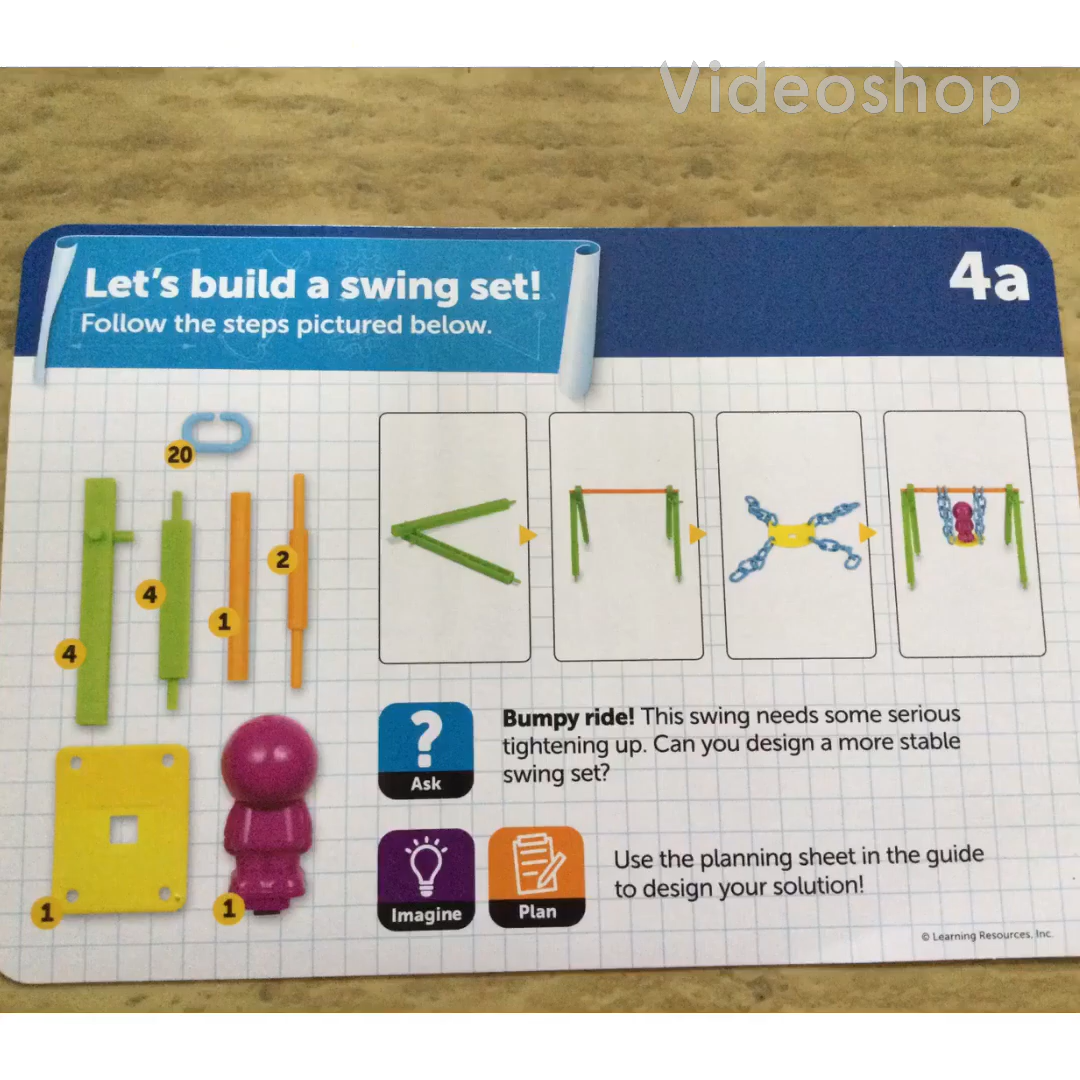 Videoshop
Let's build a swing set!
Follow the steps pictured below.
4a
20
2
4
1
4
1
1
?
Ask
Bumpy ride! This swing needs some serious
tightening up. Can you design a more stable
swing set?
Imagine
Plan
Use the planning sheet in the guide
to design your solution!
© Learning Resources, Inc.